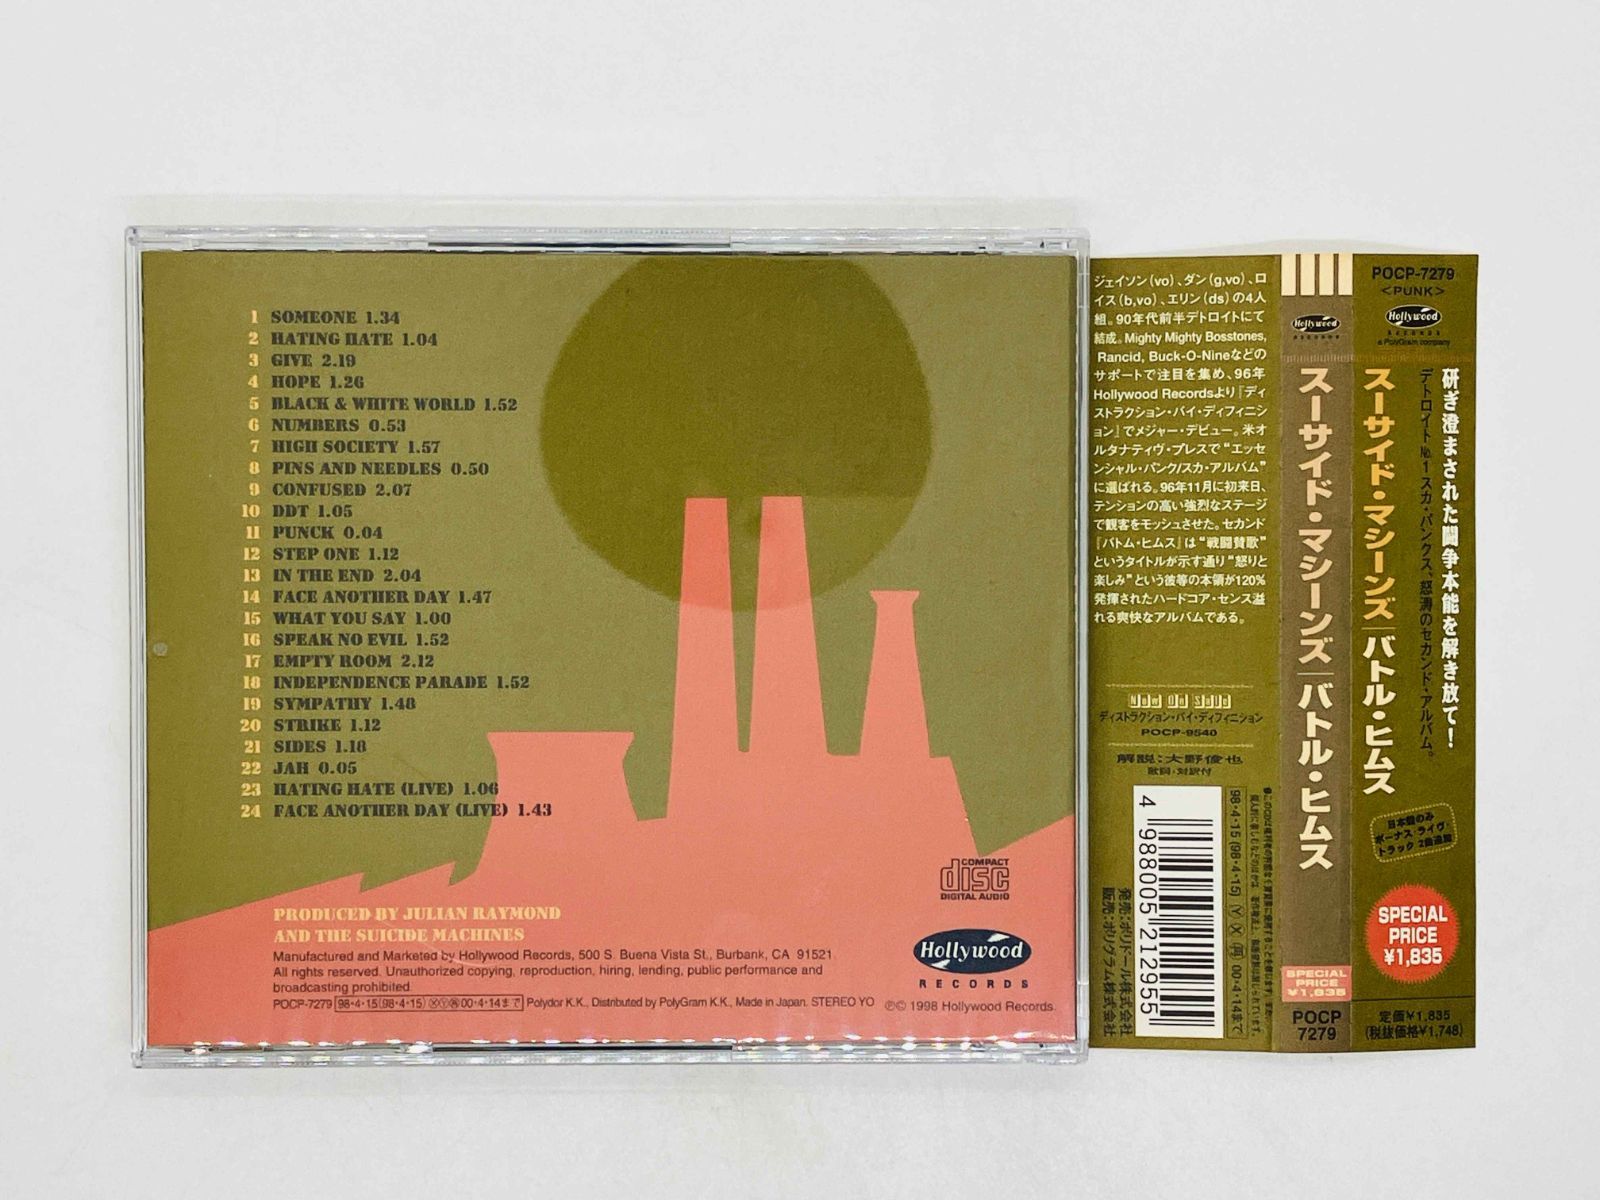 1 SOMEONE 1.34
2 HATING HATE 1.04
3 GIVE 2.19
4 HOPE 1.26
5 BLACK & WHITE WORLD 1.52
6 NUMBERS 0.53
7 HIGH SOCIETY 1.57
8 PINS AND NEEDLES 0.50
9 CONFUSED 2.07
10 DDT 1.05
11 PUNCK 0.04
12 STEP ONE 1.12
13 IN THE END 2.04
14 FACE ANOTHER DAY 1.47
15 WHAT YOU SAY 1.00
16 SPEAK NO EVIL 1.52
17 EMPTY ROOM 2.12
18 INDEPENDENCE PARADE 1.52
19 SYMPATHY 1.48
20 STRIKE 1.12
21 SIDES 1.18
22 JAH 0.05
23 HATING HATE (LIVE) 1.06
24 FACE ANOTHER DAY (LIVE) 1.43
PRODUCED BY JULIAN RAYMOND
AND THE SUICIDE MACHINES
Manufactured and Marketed by Hollywood Records, 500 S. Buena Vista St., Burbank, CA 91521.
All rights reserved. Unauthorized copying, reproduction, hiring, lending, public performance and
broadcasting prohibited.
POCP-7279 98・4・15(98・4・15) 00・4・14まで Polydor K.K., Distributed by PolyGram K.K., Made in Japan. STEREO YO
℗© 1998 Hollywood Records.
COMPACT
disc
DIGITAL AUDIO
Hollywood
RECORDS
ジェイソン(vo)、ダン(g,vo)、ロ
イス(b,vo)、エリン(ds)の4人
組。90年代前半デトロイトにて
結成。Mighty Mighty Bosstones,
Rancid, Buck-O-Nineなどの
サポートで注目を集め、96年
Hollywood Recordsより『ディ
ストラクション・バイ・ディフィニシ
ョン』でメジャー・デビュー。米オ
ルタナティヴ・プレスで“エッセ
ンシャル・パンク/スカ・アルバム”
に選ばれる。96年11月に初来日、
テンションの高い強烈なステージ
で観客をモッシュさせた。セカンド
『バトム・ヒムス』は“戦闘賛歌”
というタイトルが示す通り“怒りと
楽しみ”という彼等の本領が120%
発揮されたハードコア・センス溢
れる爽快なアルバムである。
Now On Sale
ディストラクション・バイ・ディフィニション
POCP-9540
解説:大野俊也
歌詞・対訳付
4 988005 212955
98・4・15(98・4・15) 00・4・14まで
発売:ポリドール株式会社
販売:ポリグラム株式会社
Hollywood
RECORDS
スーサイド・マシーンズ|バトル・ヒムス
SPECIAL
PRICE
¥1,835
POCP
7279
POCP-7279
<PUNK>
Hollywood
RECORDS
a PolyGram company
研ぎ澄まされた闘争本能を解き放て!
デトロイトNo.1スカ・パンクス、怒濤のセカンド・アルバム。
スーサイド・マシーンズ|バトル・ヒムス
日本盤のみ
ボーナス・ライヴ・
トラック 2曲追加
SPECIAL
PRICE
¥1,835
定価¥1,835
(税抜価格¥1,748)